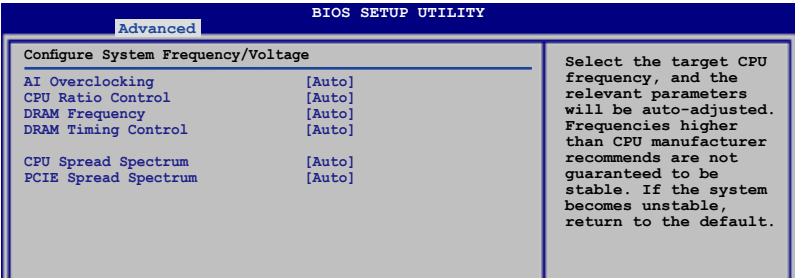 BIOS SETUP UTILITY
Advanced
Configure System Frequency/Voltage
AI Overclocking [Auto]
CPU Ratio Control [Auto]
DRAM Frequency [Auto]
DRAM Timing Control [Auto]
CPU Spread Spectrum [Auto]
PCIE Spread Spectrum [Auto]
Select the target CPU
frequency, and the
relevant parameters
will be auto-adjusted.
Frequencies higher
than CPU manufacturer
recommends are not
guaranteed to be
stable. If the system
becomes unstable,
return to the default.